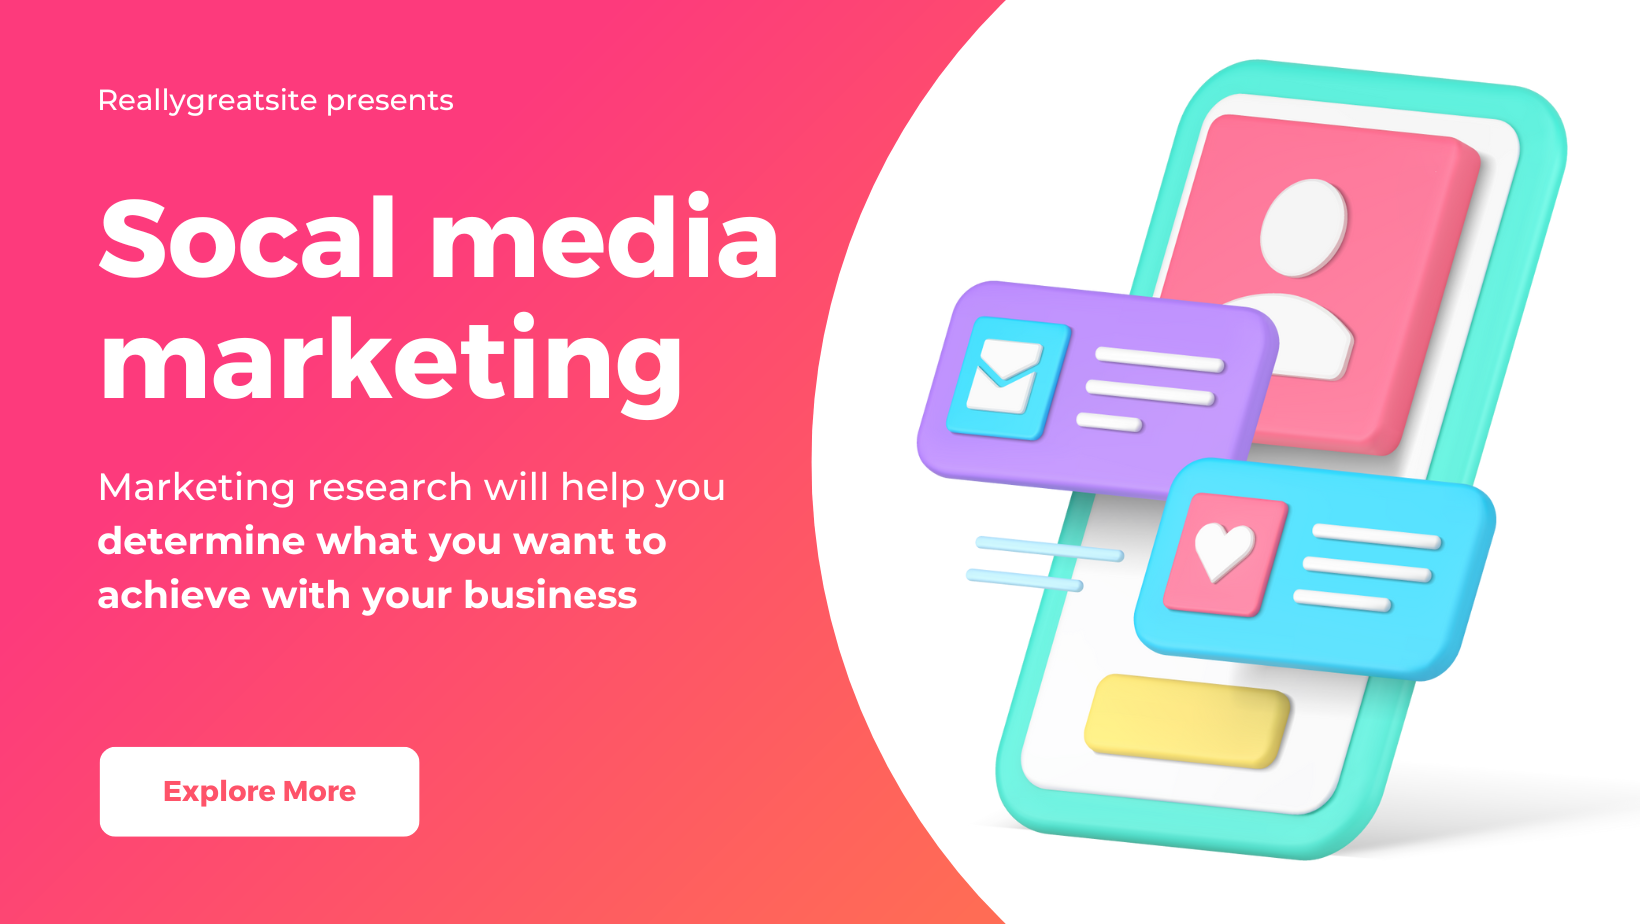 Reallygreatsite presents
Socal media
marketing
Marketing research will help you
determine what you want to
achieve with your business
Explore More